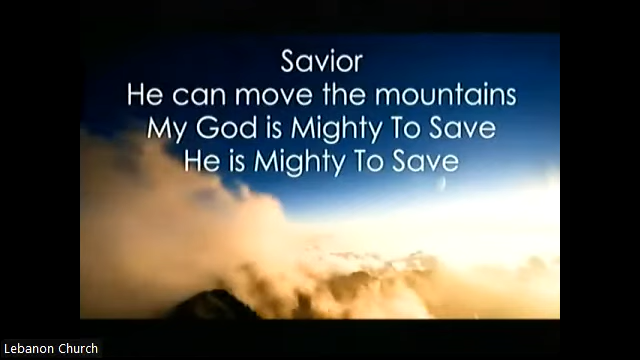 Savior
He can move the mountains
My God is Mighty To Save
He is Mighty To Save
Lebanon Church